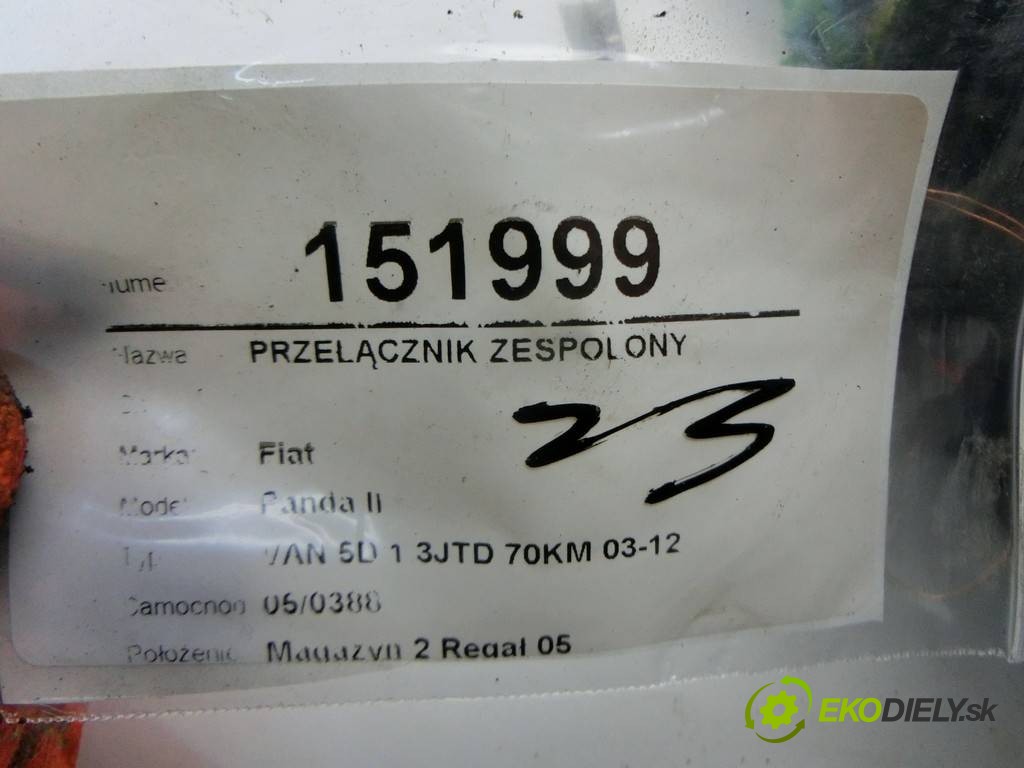 151999
Nazwa PRZEŁĄCZNIK ZESPOLONY
23
Marka Fiat
Model Panda II
VAN 5D 1 3JTD 70KM 03-12
05/0388
Położenie Magazyn 2 Regał 05
EKODIELY.sk